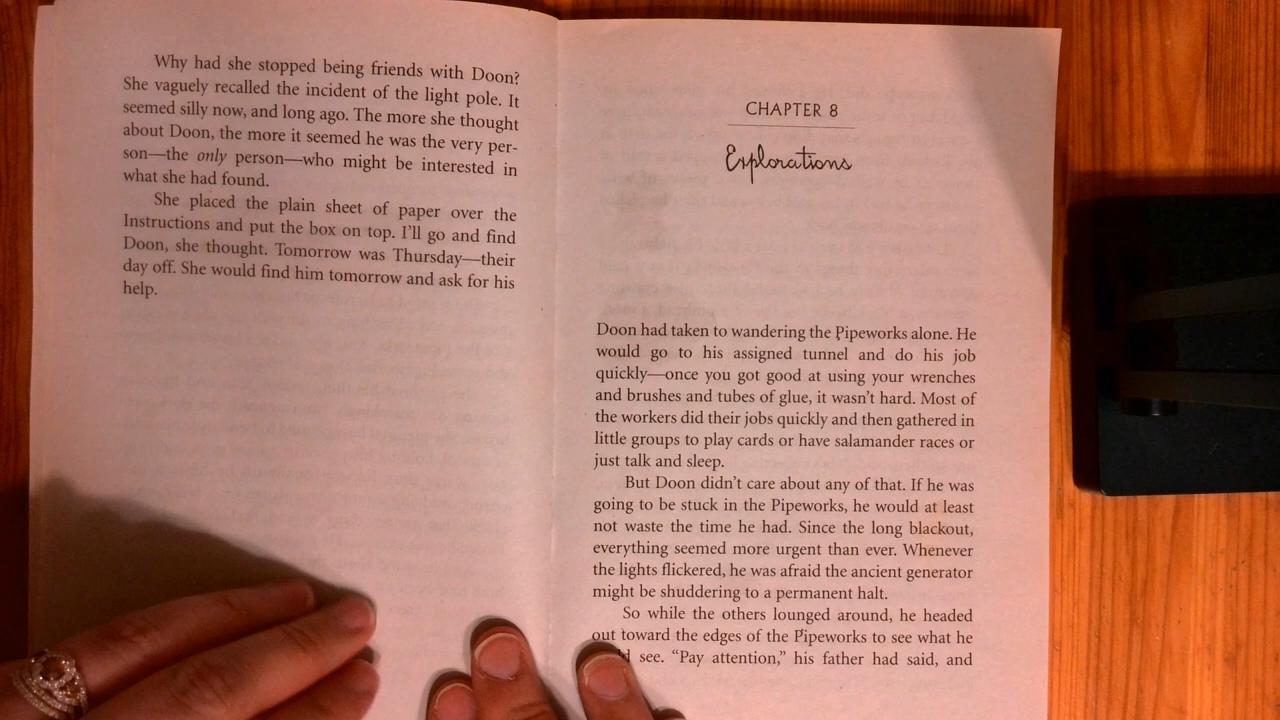 Why had she stopped being friends with Doon?
She vaguely recalled the incident of the light pole. It
seemed silly now, and long ago. The more she thought
about Doon, the more it seemed he was the very per-
son—the only person—who might be interested in
what she had found.
She placed the plain sheet of paper over the
Instructions and put the box on top. I'll go and find
Doon, she thought. Tomorrow was Thursday—their
day off. She would find him tomorrow and ask for his
help.
CHAPTER 8
Explorations
Doon had taken to wandering the Pipeworks alone. He
would go to his assigned tunnel and do his job
quickly—once you got good at using your wrenches
and brushes and tubes of glue, it wasn't hard. Most of
the workers did their jobs quickly and then gathered in
little groups to play cards or have salamander races or
just talk and sleep.
But Doon didn't care about any of that. If he was
going to be stuck in the Pipeworks, he would at least
not waste the time he had. Since the long blackout,
everything seemed more urgent than ever. Whenever
the lights flickered, he was afraid the ancient generator
might be shuddering to a permanent halt.
So while the others lounged around, he headed
out toward the edges of the Pipeworks to see what he
see. “Pay attention,” his father had said, and